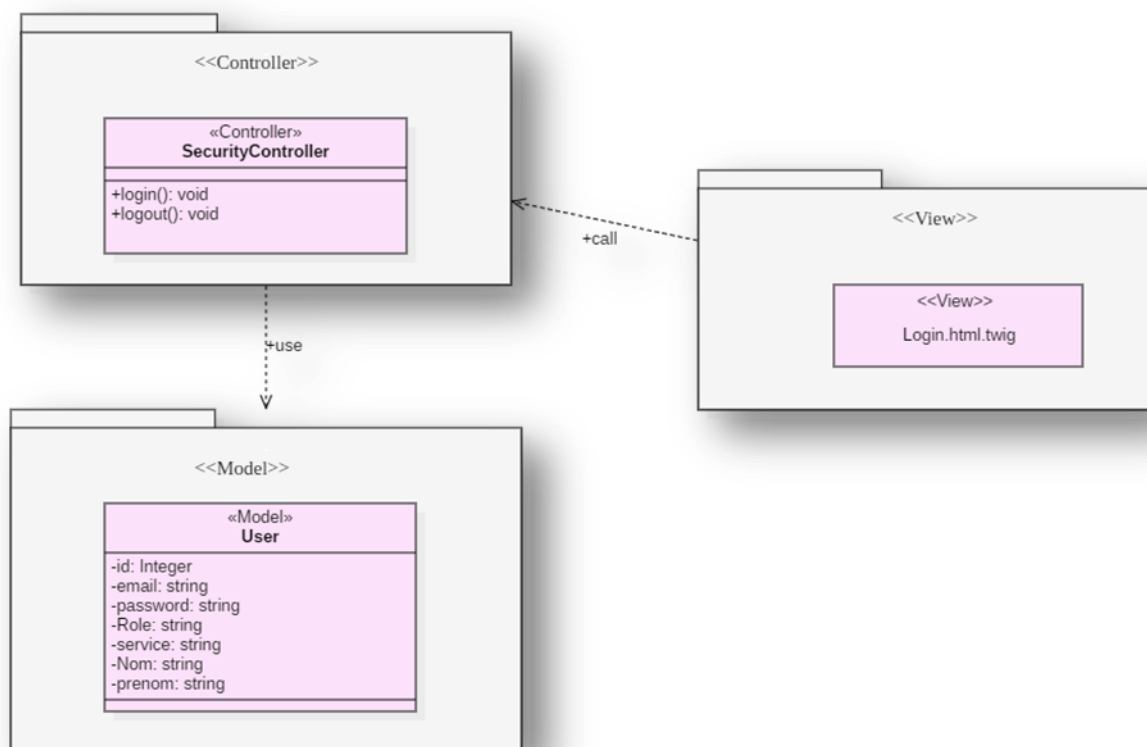 <<Controller>>
«Controller»
SecurityController
+login(): void
+logout(): void
+call
<<View>>
<<View>>
Login.html.twig
+use
<<Model>>
«Model»
User
-id: Integer
-email: string
-password: string
-Role: string
-service: string
-Nom: string
-prenom: string